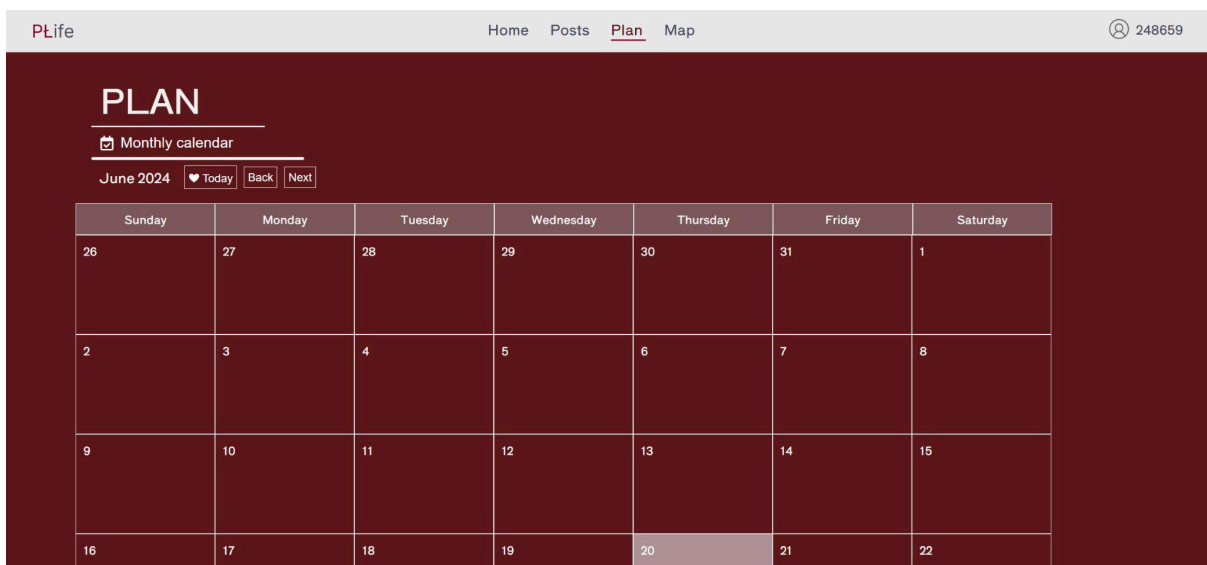 PŁife Home Posts Plan Map 248659
PLAN
Monthly calendar
June 2024 Today Back Next
Sunday Monday Tuesday Wednesday Thursday Friday Saturday
26 27 28 29 30 31 1
2 3 4 5 6 7 8
9 10 11 12 13 14 15
16 17 18 19 20 21 22